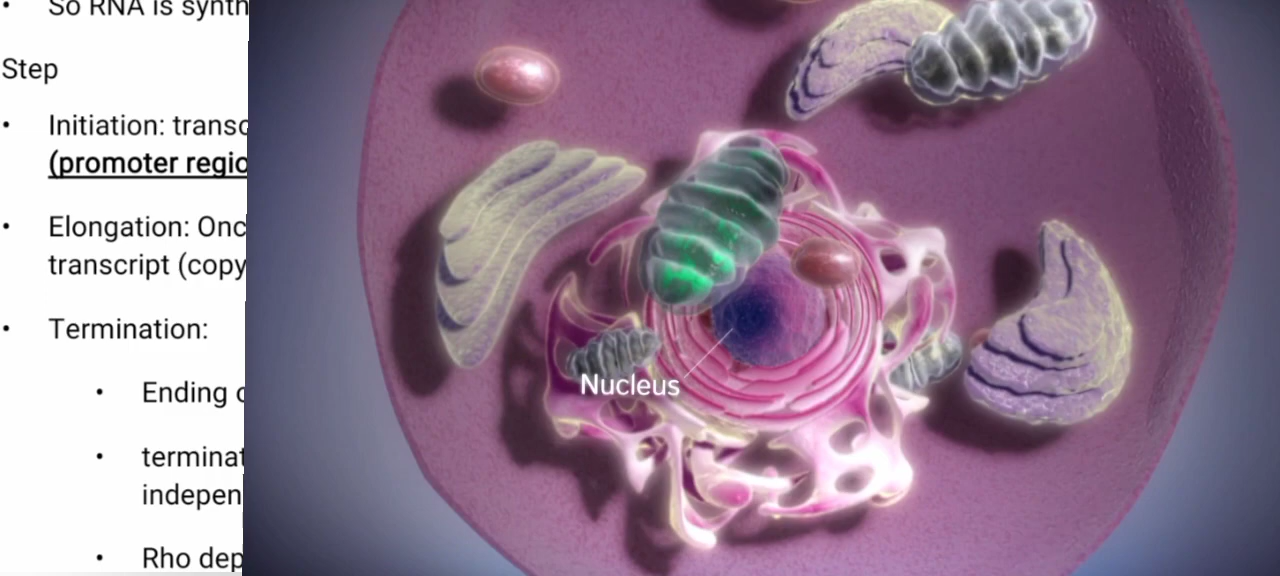 • So RNA is synth
Step
• Initiation: transc
(promoter regio
• Elongation: Onc
transcript (copy
• Termination:
• Ending o
• terminat
indepen
• Rho dep
Nucleus